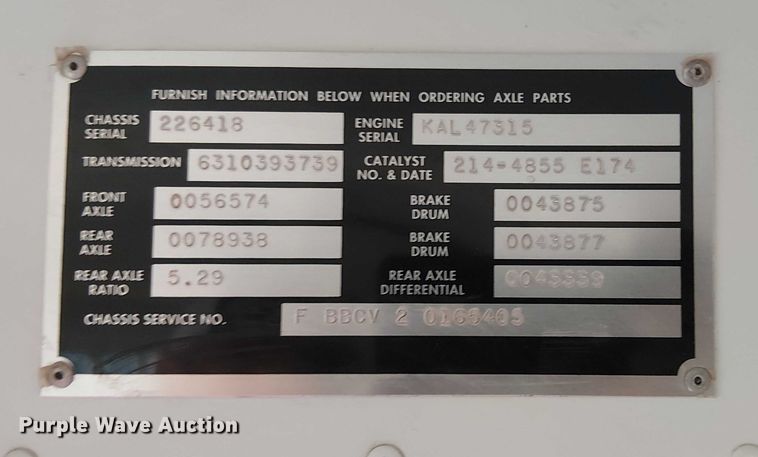 FURNISH INFORMATION BELOW WHEN ORDERING AXLE PARTS
CHASSIS SERIAL 226418 ENGINE SERIAL KAL47315
TRANSMISSION 6310393739 CATALYST NO. & DATE 214-4855 E174
FRONT AXLE 0056574 BRAKE DRUM 0043875
REAR AXLE 0078938 BRAKE DRUM 0043877
REAR AXLE RATIO 5.29 REAR AXLE DIFFERENTIAL
CHASSIS SERVICE NO. F BBCV 2
Purple Wave Auction